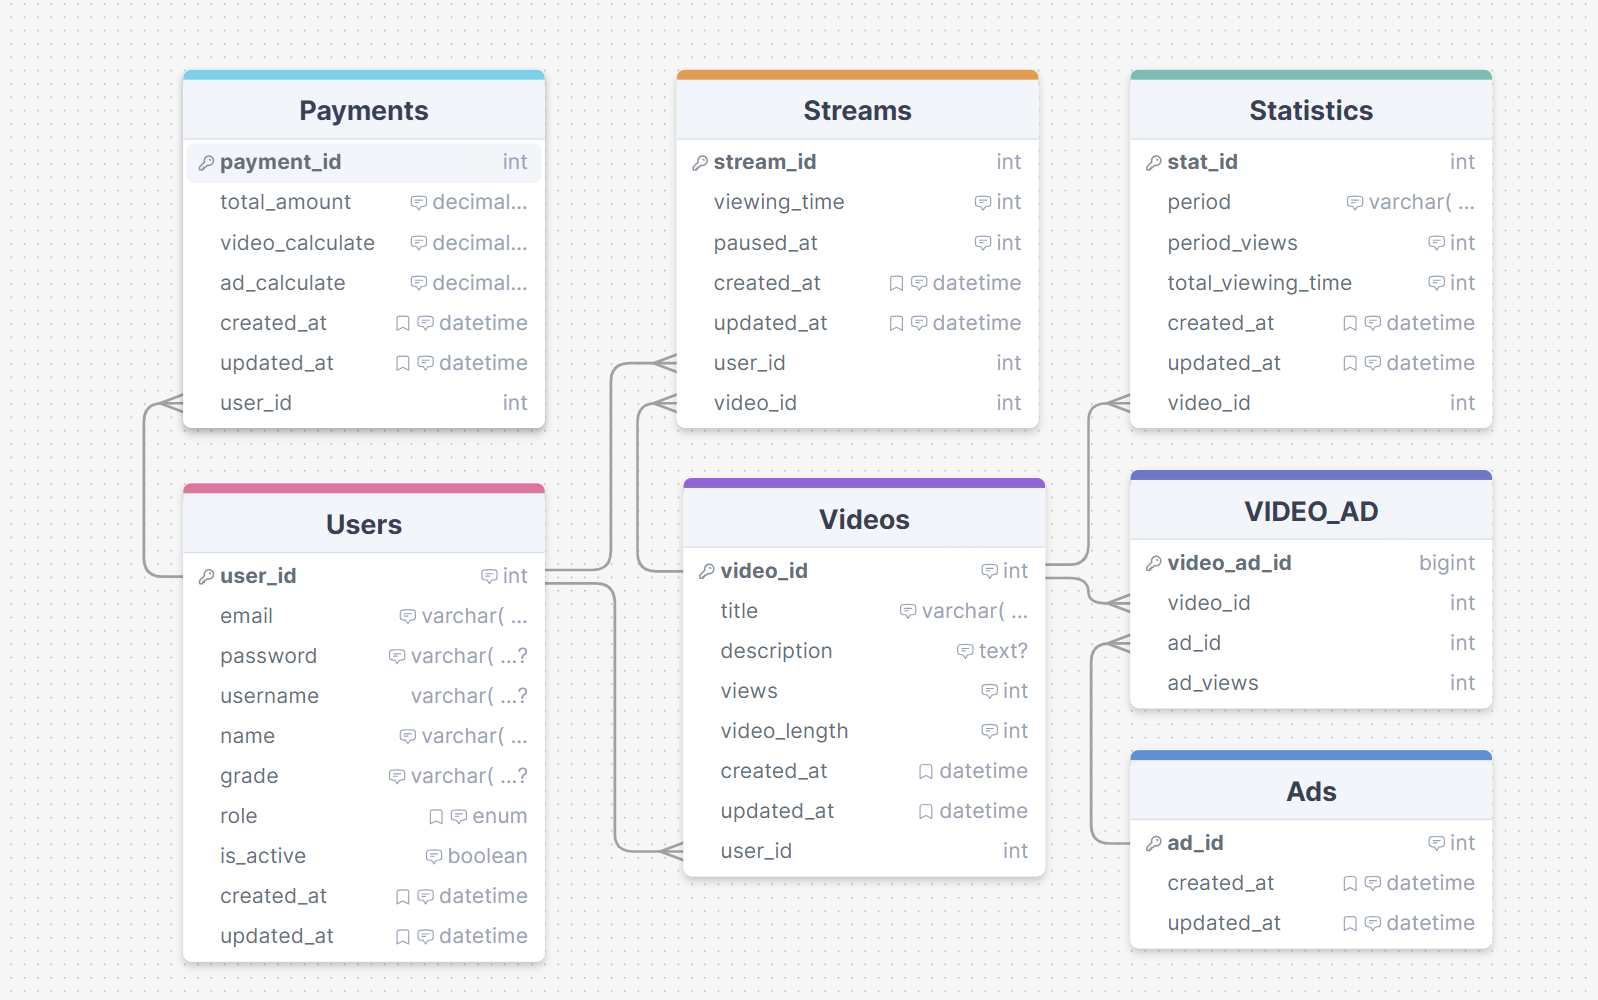 Payments
payment_id int
total_amount decimal...
video_calculate decimal...
ad_calculate decimal...
created_at datetime
updated_at datetime
user_id int
Streams
stream_id int
viewing_time int
paused_at int
created_at datetime
updated_at datetime
user_id int
video_id int
Statistics
stat_id int
period varchar( ...
period_views int
total_viewing_time int
created_at datetime
updated_at datetime
video_id int
Users
user_id int
email varchar( ...
password varchar( ...?
username varchar( ...?
name varchar( ...
grade varchar( ...?
role enum
is_active boolean
created_at datetime
updated_at datetime
Videos
video_id int
title varchar( ...
description text?
views int
video_length int
created_at datetime
updated_at datetime
user_id int
VIDEO_AD
video_ad_id bigint
video_id int
ad_id int
ad_views int
Ads
ad_id int
created_at datetime
updated_at datetime